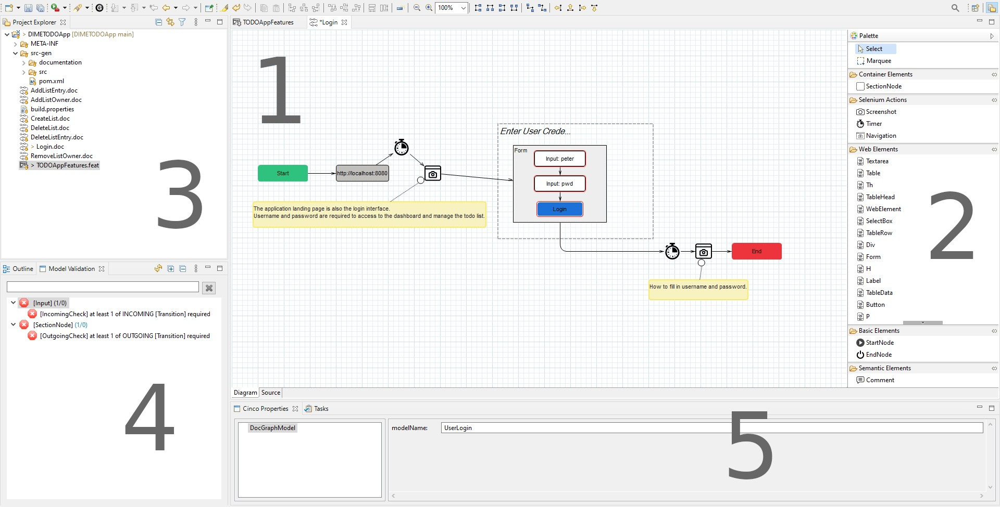 100%
Project Explorer
> DIMETODOApp [DIMETODOApp main]
META-INF
src-gen
documentation
src
pom.xml
AddListEntry.doc
AddListOwner.doc
build.properties
CreateList.doc
DeleteList.doc
DeleteListEntry.doc
> Login.doc
RemoveListOwner.doc
> TODOAppFeatures.feat
3
Outline
Model Validation
[Input] (1/0)
[IncomingCheck] at least 1 of INCOMING [Transition] required
[SectionNode] (1/0)
[OutgoingCheck] at least 1 of OUTGOING [Transition] required
4
TODOAppFeatures
*Login
1
Start
http://localhost:8080
The application landing page is also the login interface.
Username and password are required to access to the dashboard and manage the todo list.
Enter User Crede...
Form
Input: peter
Input: pwd
Login
End
How to fill in username and password.
Diagram
Source
Palette
Select
Marquee
Container Elements
SectionNode
Selenium Actions
Screenshot
Timer
Navigation
Web Elements
Textarea
Table
Th
TableHead
WebElement
SelectBox
TableRow
Div
Form
H
Label
TableData
Button
P
2
Basic Elements
StartNode
EndNode
Semantic Elements
Comment
Cinco Properties
Tasks
DocGraphModel
modelName:
UserLogin
5